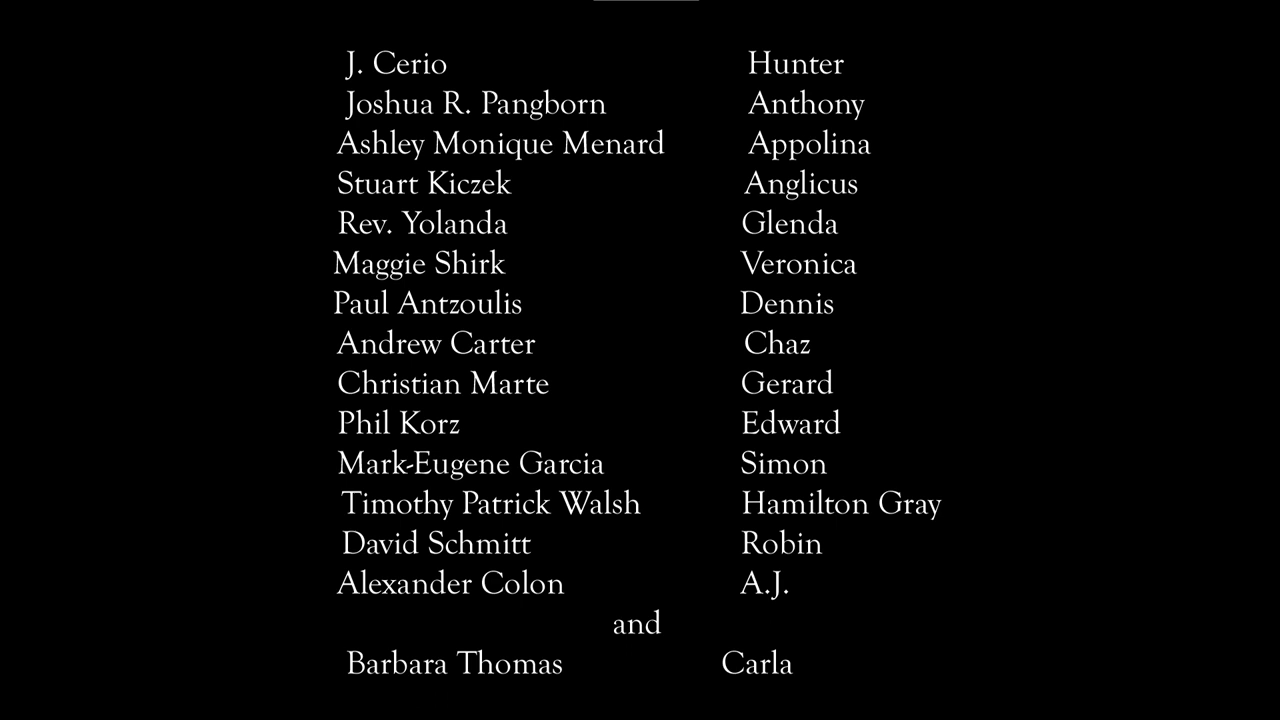 J. Cerio Hunter
Joshua R. Pangborn Anthony
Ashley Monique Menard Appolina
Stuart Kiczek Anglicus
Rev. Yolanda Glenda
Maggie Shirk Veronica
Paul Antzoulis Dennis
Andrew Carter Chaz
Christian Marte Gerard
Phil Korz Edward
Mark-Eugene Garcia Simon
Timothy Patrick Walsh Hamilton Gray
David Schmitt Robin
Alexander Colon A.J.
and
Barbara Thomas Carla